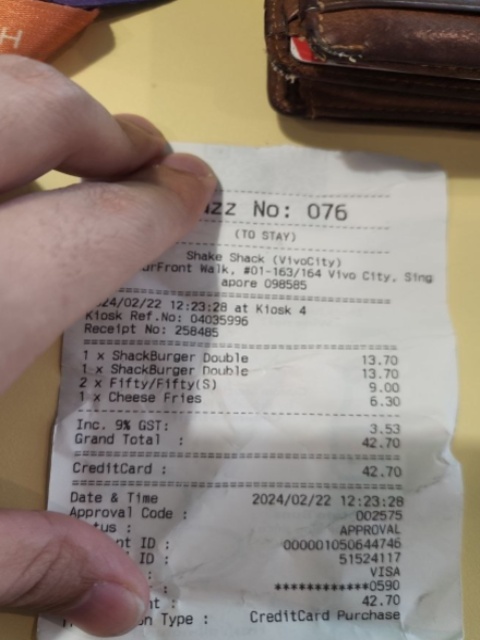 H
zz No: 076
(TO STAY)
Shake Shack (VivoCity)
urFront Walk, #01-163/164 Vivo City, Sing
apore 098585
24/02/22 12:23:28 at Kiosk 4
Kiosk Ref.No: 04035996
Receipt No: 258485
1 x ShackBurger Double 13.70
1 x ShackBurger Double 13.70
2 x Fifty/Fifty(S) 9.00
1 x Cheese Fries 6.30
Inc. 9% GST: 3.53
Grand Total : 42.70
CreditCard : 42.70
Date & Time 2024/02/22 12:23:28
Approval Code : 002575
tus : APPROVAL
nt ID : 000001050644746
ID : 51524117
: VISA
: ************0590
nt : 42.70
on Type : CreditCard Purchase